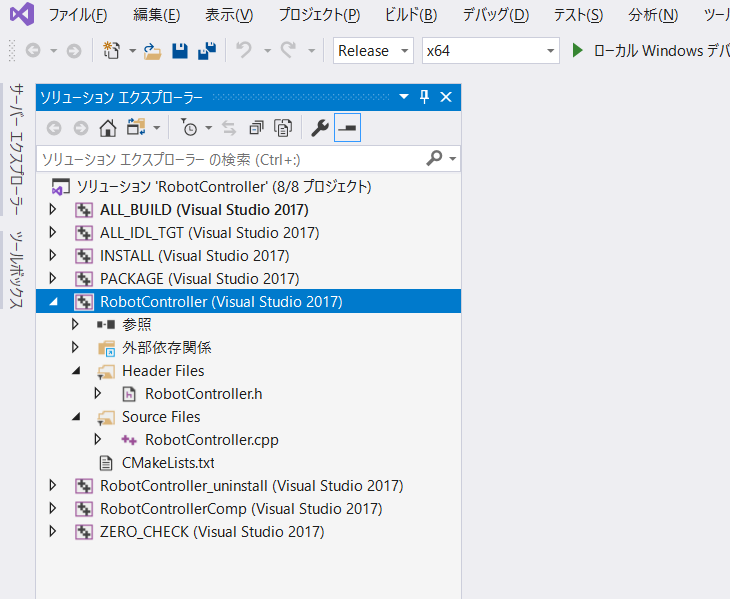 ファイル(F) 編集(E) 表示(V) プロジェクト(P) ビルド(B) デバッグ(D) テスト(S) 分析(N) ツー
Release x64 ローカル Windows デバ
サーバー エクスプローラー
ツールボックス
ソリューション エクスプローラー
ソリューション エクスプローラー の検索 (Ctrl+:)
ソリューション 'RobotController' (8/8 プロジェクト)
ALL_BUILD (Visual Studio 2017)
ALL_IDL_TGT (Visual Studio 2017)
INSTALL (Visual Studio 2017)
PACKAGE (Visual Studio 2017)
RobotController (Visual Studio 2017)
参照
外部依存関係
Header Files
RobotController.h
Source Files
RobotController.cpp
CMakeLists.txt
RobotController_uninstall (Visual Studio 2017)
RobotControllerComp (Visual Studio 2017)
ZERO_CHECK (Visual Studio 2017)